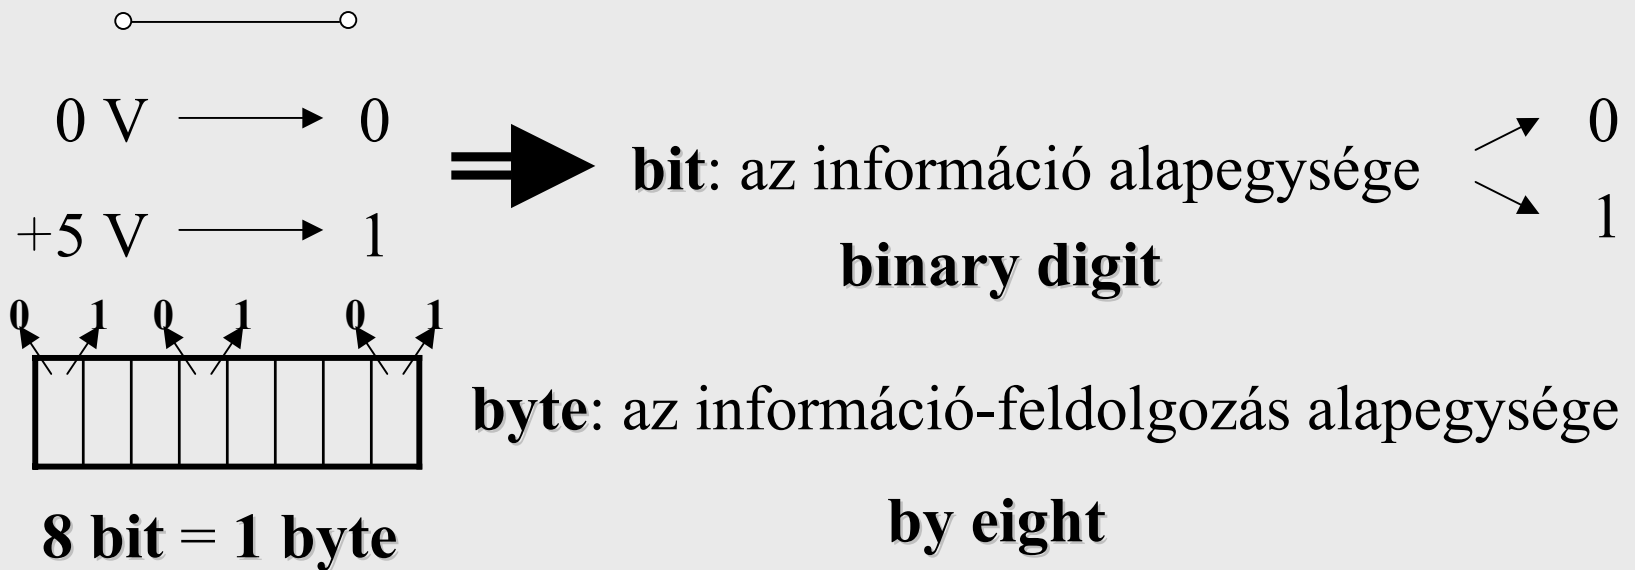 0 V 0
+5 V 1
bit: az információ alapegysége
0
1
binary digit
0 1 0 1 0 1
byte: az információ-feldolgozás alapegysége
8 bit = 1 byte
by eight